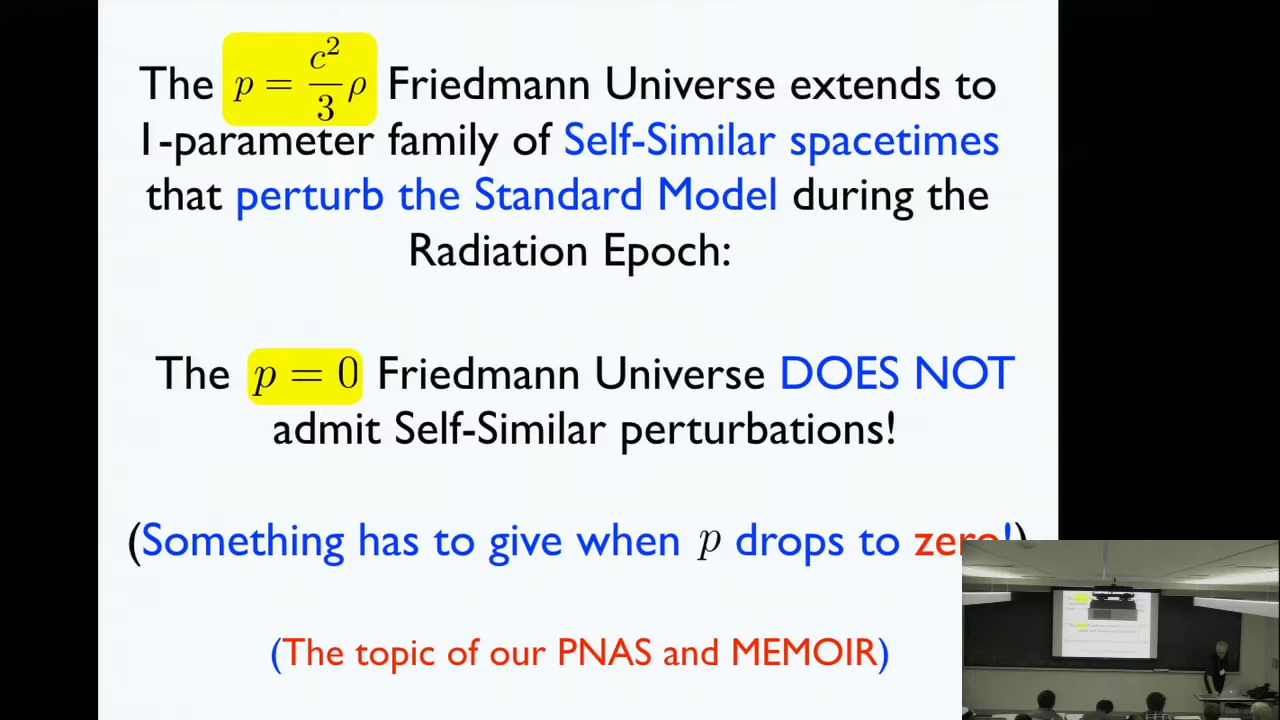 The p = c²/3 ρ Friedmann Universe extends to
1-parameter family of Self-Similar spacetimes
that perturb the Standard Model during the
Radiation Epoch:
The p = 0 Friedmann Universe DOES NOT
admit Self-Similar perturbations!
(Something has to give when p drops to zero!)
(The topic of our PNAS and MEMOIR)